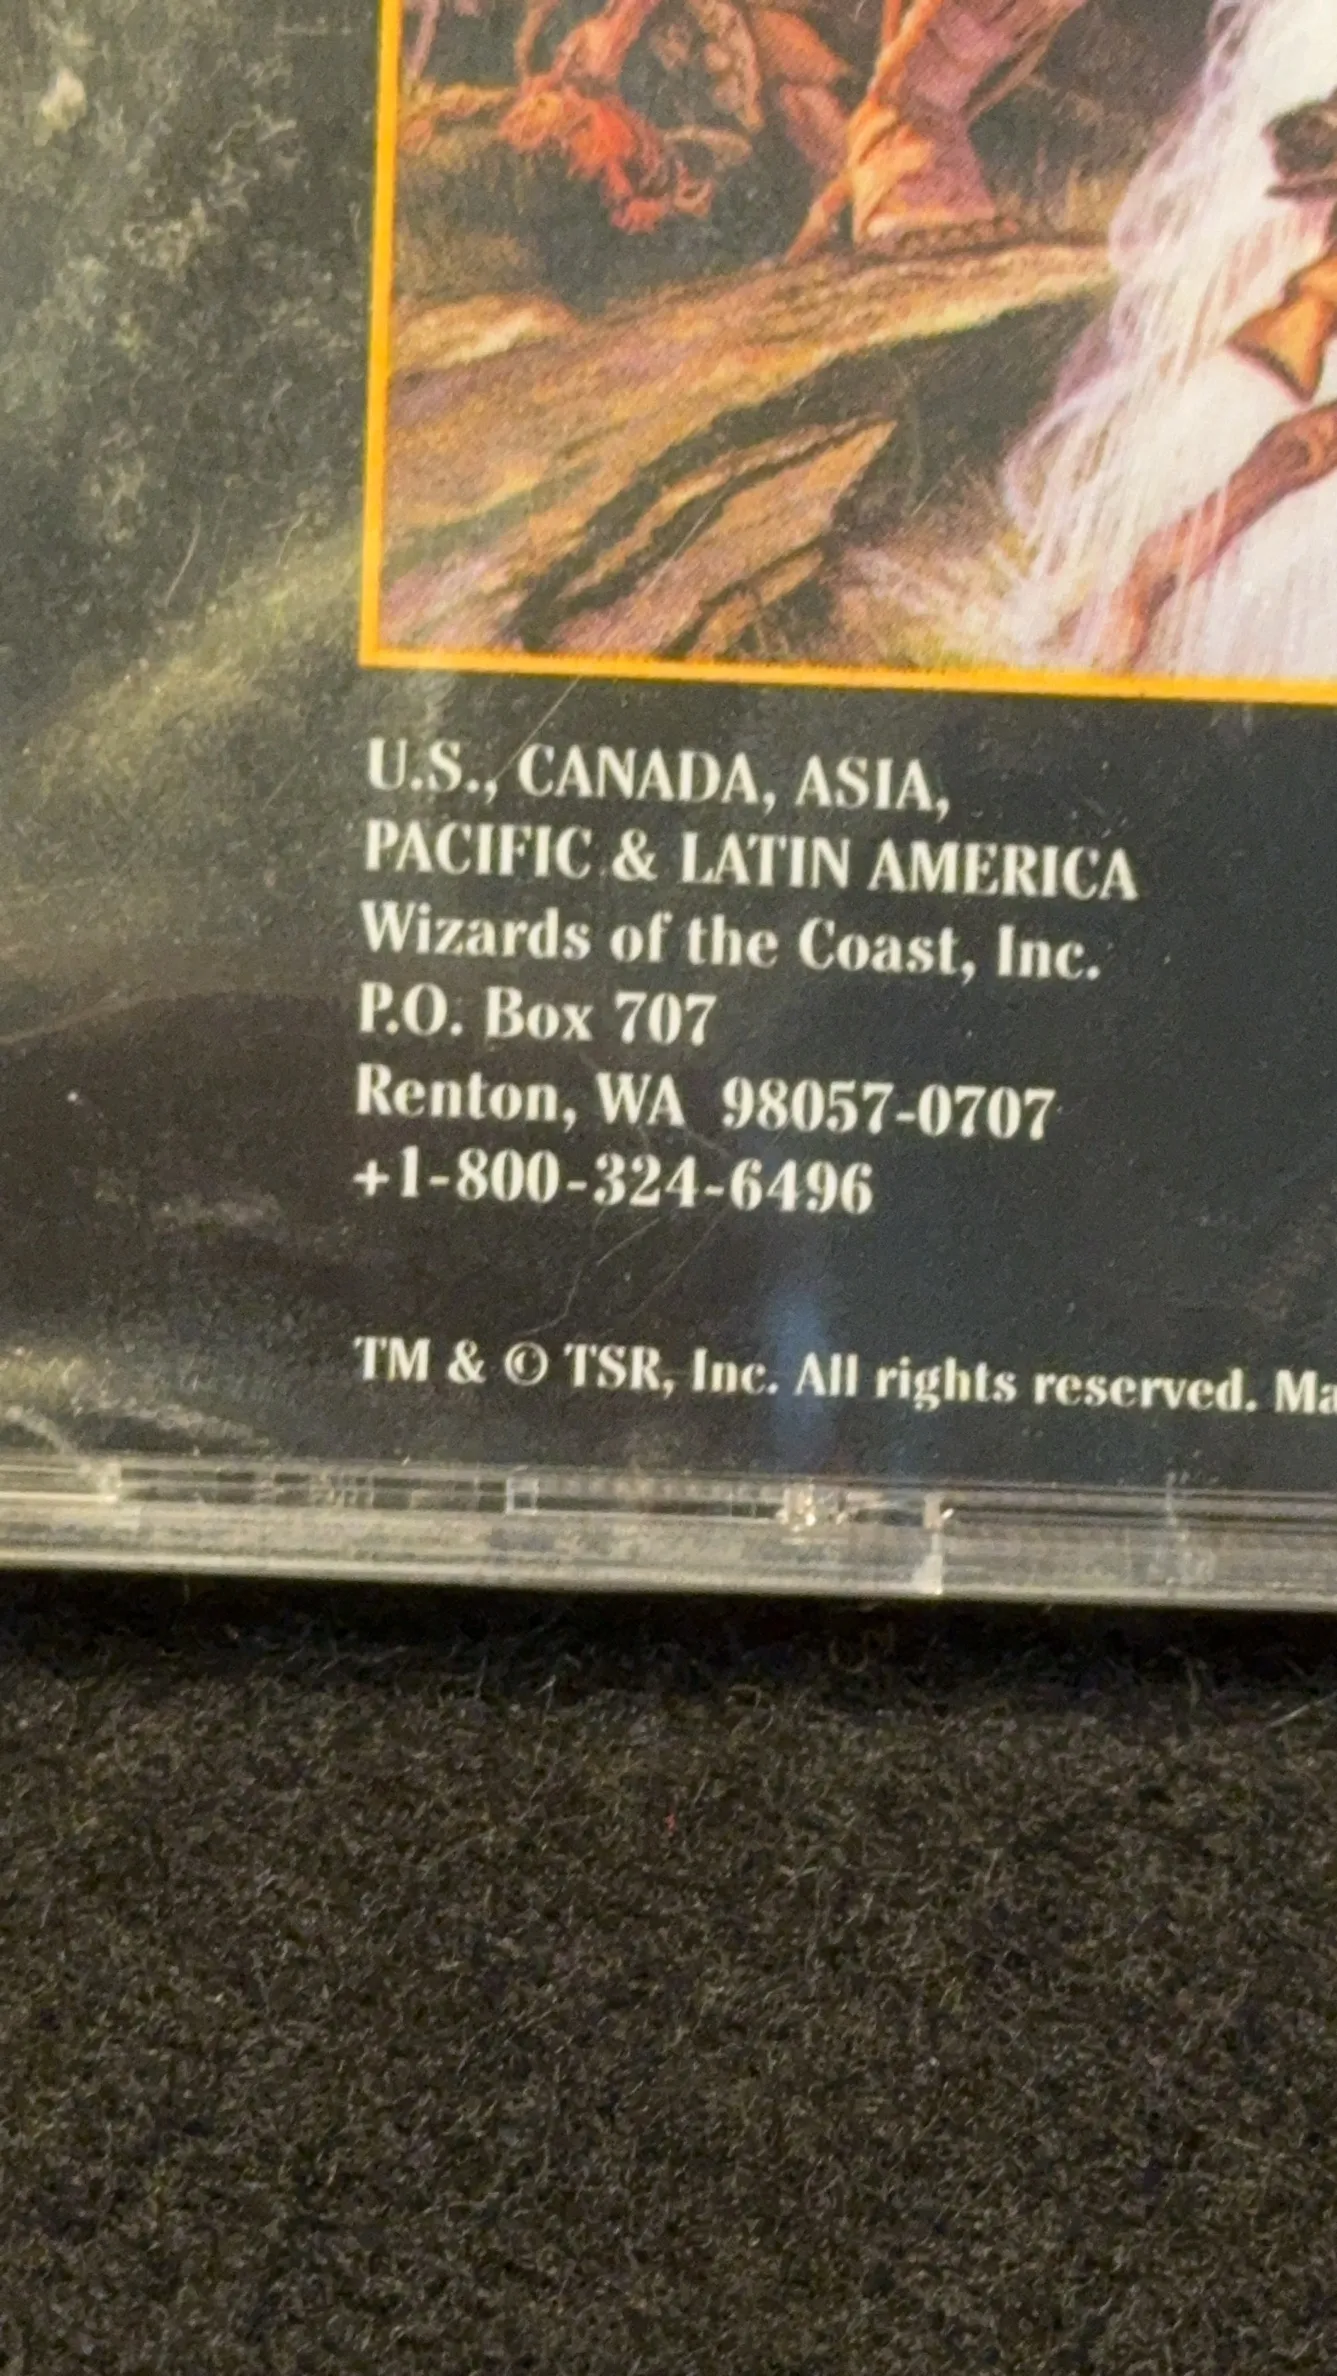 U.S., CANADA, ASIA,
PACIFIC & LATIN AMERICA
Wizards of the Coast, Inc.
P.O. Box 707
Renton, WA 98057-0707
+1-800-324-6496
TM & © TSR, Inc. All rights reserved. Ma